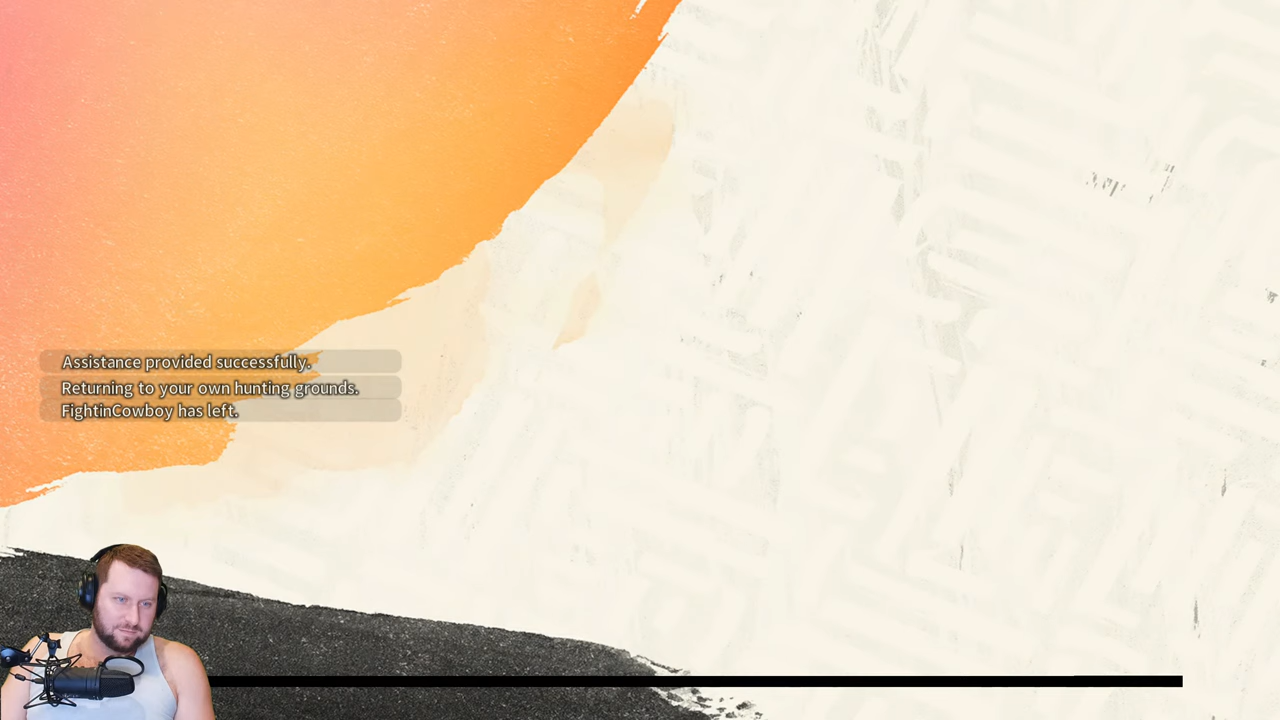 Assistance provided successfully.
Returning to your own hunting grounds.
FightinCowboy has left.